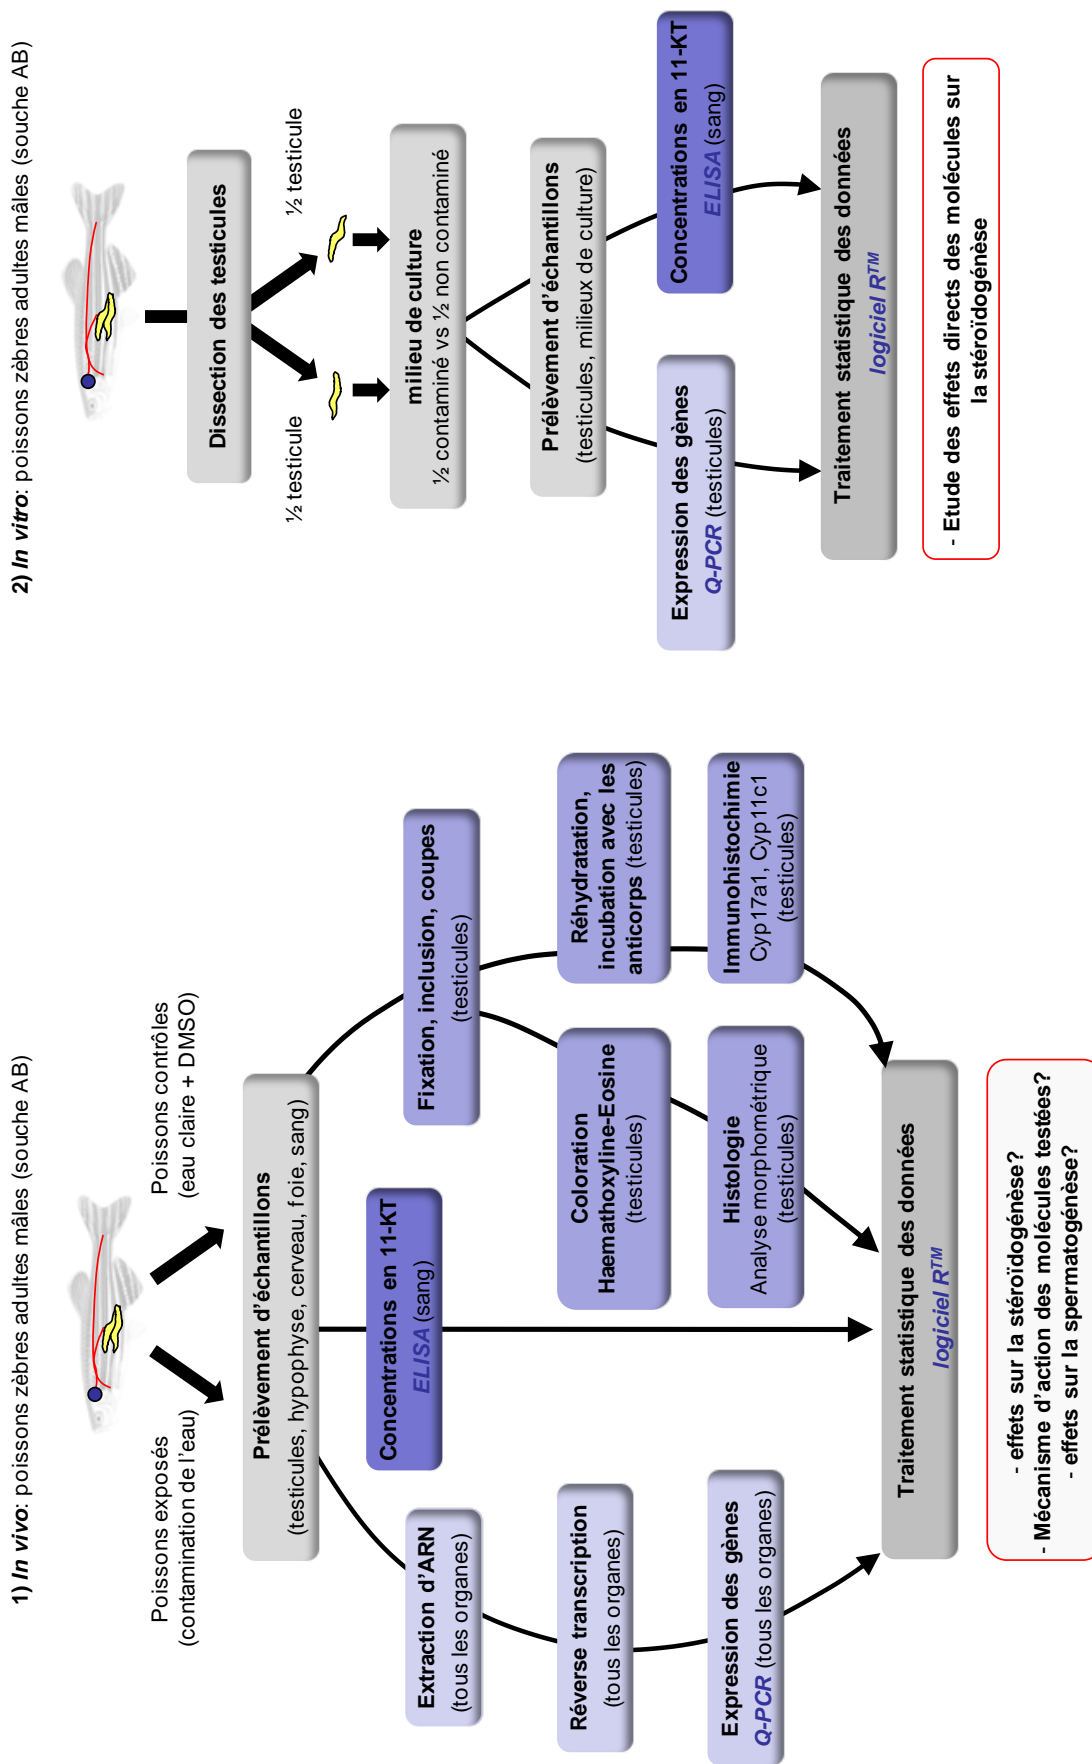 1) In vivo: poissons zèbres adultes mâles (souche AB)
Poissons exposés
(contamination de l'eau)
Poissons contrôles
(eau claire + DMSO)
Prélèvement d'échantillons
(testicules, hypophyse, cerveau, foie, sang)
Extraction d'ARN
(tous les organes)
Réverse transcription
(tous les organes)
Expression des gènes
Q-PCR (tous les organes)
Concentrations en 11-KT
ELISA (sang)
Fixation, inclusion, coupes
(testicules)
Coloration
Haemathoxyline-Eosine
(testicules)
Histologie
Analyse morphométrique
(testicules)
Réhydratation,
incubation avec les
anticorps (testicules)
Immunohistochimie
Cyp17a1, Cyp11c1
(testicules)
Traitement statistique des données
logiciel R™
- effets sur la stéroïdogénèse?
- Mécanisme d'action des molécules testées?
- effets sur la spermatogénèse?
2) In vitro: poissons zèbres adultes mâles (souche AB)
Dissection des testicules
½ testicule
½ testicule
milieu de culture
½ contaminé vs ½ non contaminé
Prélèvement d'échantillons
(testicules, milieux de culture)
Expression des gènes
Q-PCR (testicules)
Concentrations en 11-KT
ELISA (sang)
Traitement statistique des données
logiciel R™
- Etude des effets directs des molécules sur
la stéroïdogénèse